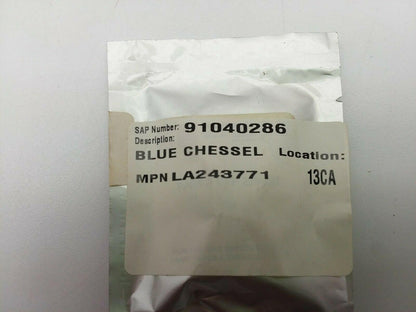 SAP Number: 91040286
Description:
BLUE CHESSEL Location:
MPN LA243771 13CA